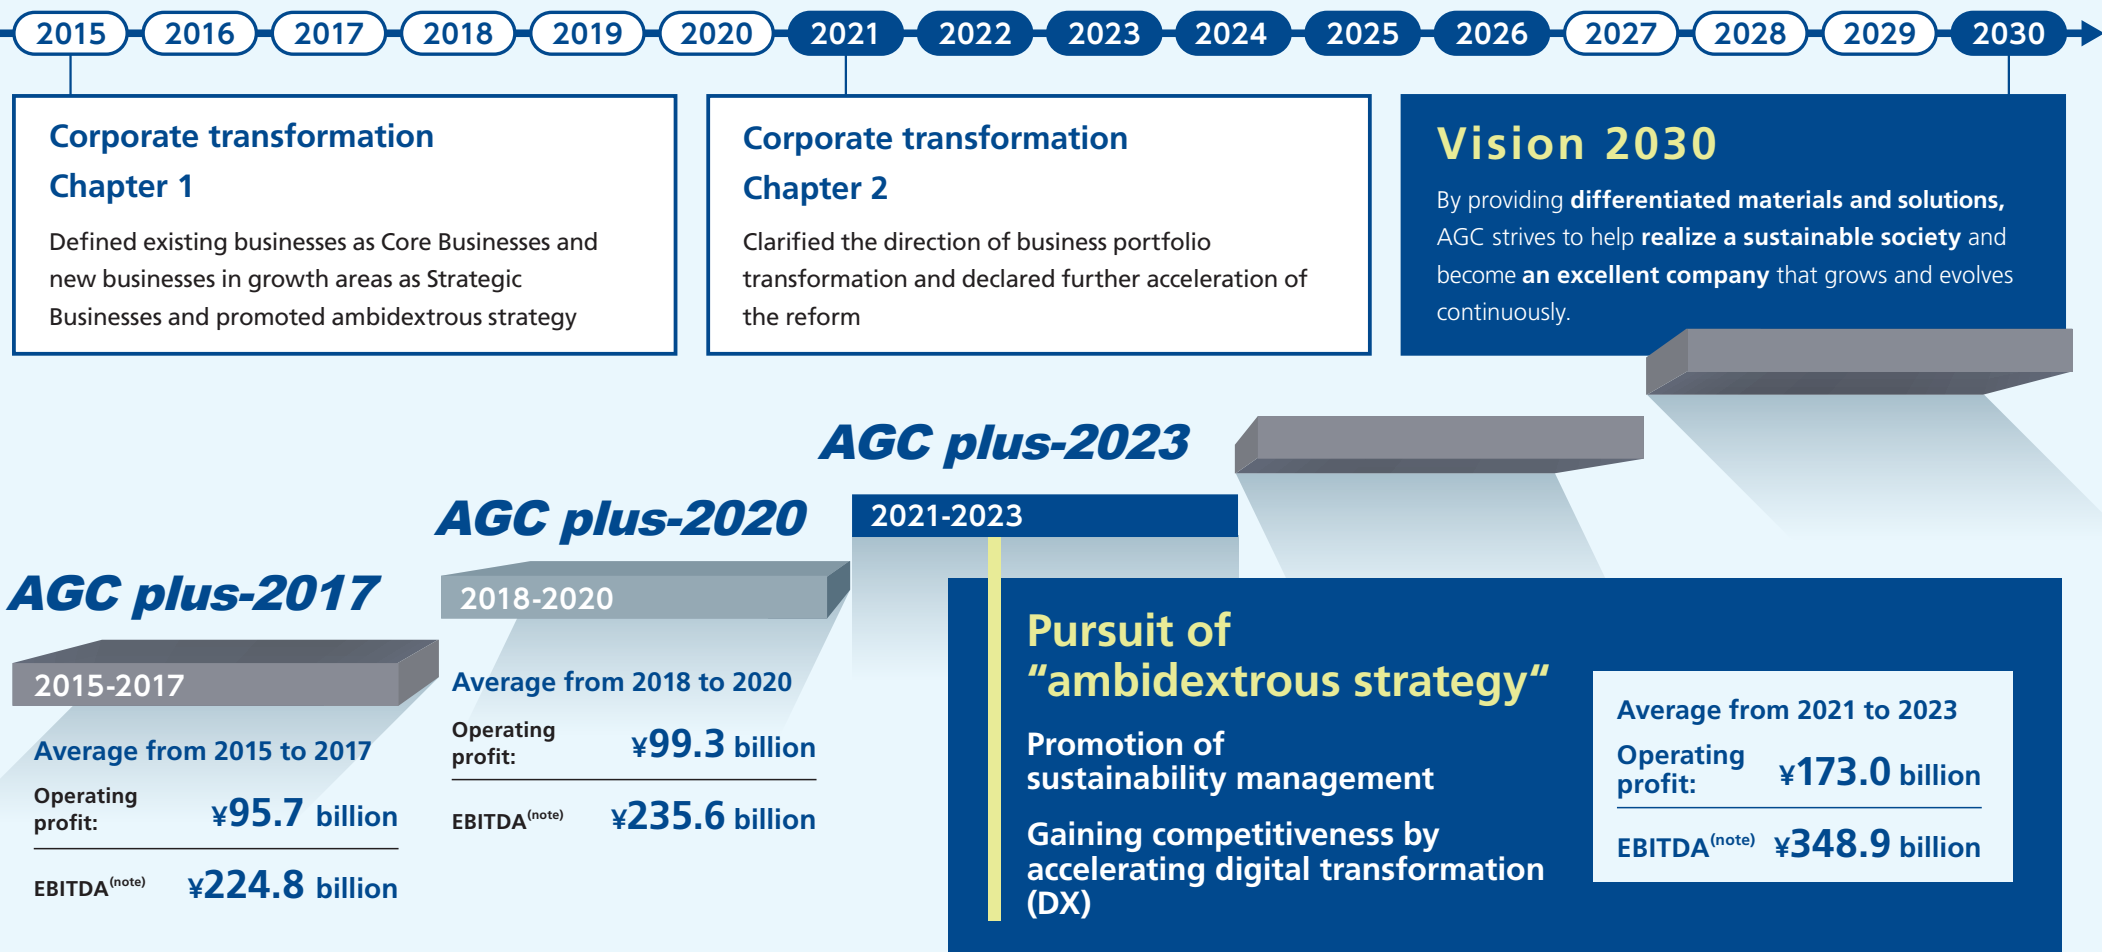 2015 2016 2017 2018 2019 2020 2021 2022 2023 2024 2025 2026 2027 2028 2029 2030
Corporate transformation
Chapter 1
Defined existing businesses as Core Businesses and
new businesses in growth areas as Strategic
Businesses and promoted ambidextrous strategy
Corporate transformation
Chapter 2
Clarified the direction of business portfolio
transformation and declared further acceleration of
the reform
Vision 2030
By providing differentiated materials and solutions,
AGC strives to help realize a sustainable society and
become an excellent company that grows and evolves
continuously.
AGC plus-2017
2015-2017
Average from 2015 to 2017
Operating
profit:
¥95.7 billion
EBITDA(note) ¥224.8 billion
AGC plus-2020
2018-2020
Average from 2018 to 2020
Operating
profit:
¥99.3 billion
EBITDA(note) ¥235.6 billion
AGC plus-2023
2021-2023
Pursuit of
“ambidextrous strategy“
Promotion of
sustainability management
Gaining competitiveness by
accelerating digital transformation
(DX)
Average from 2021 to 2023
Operating
profit:
¥173.0 billion
EBITDA(note) ¥348.9 billion